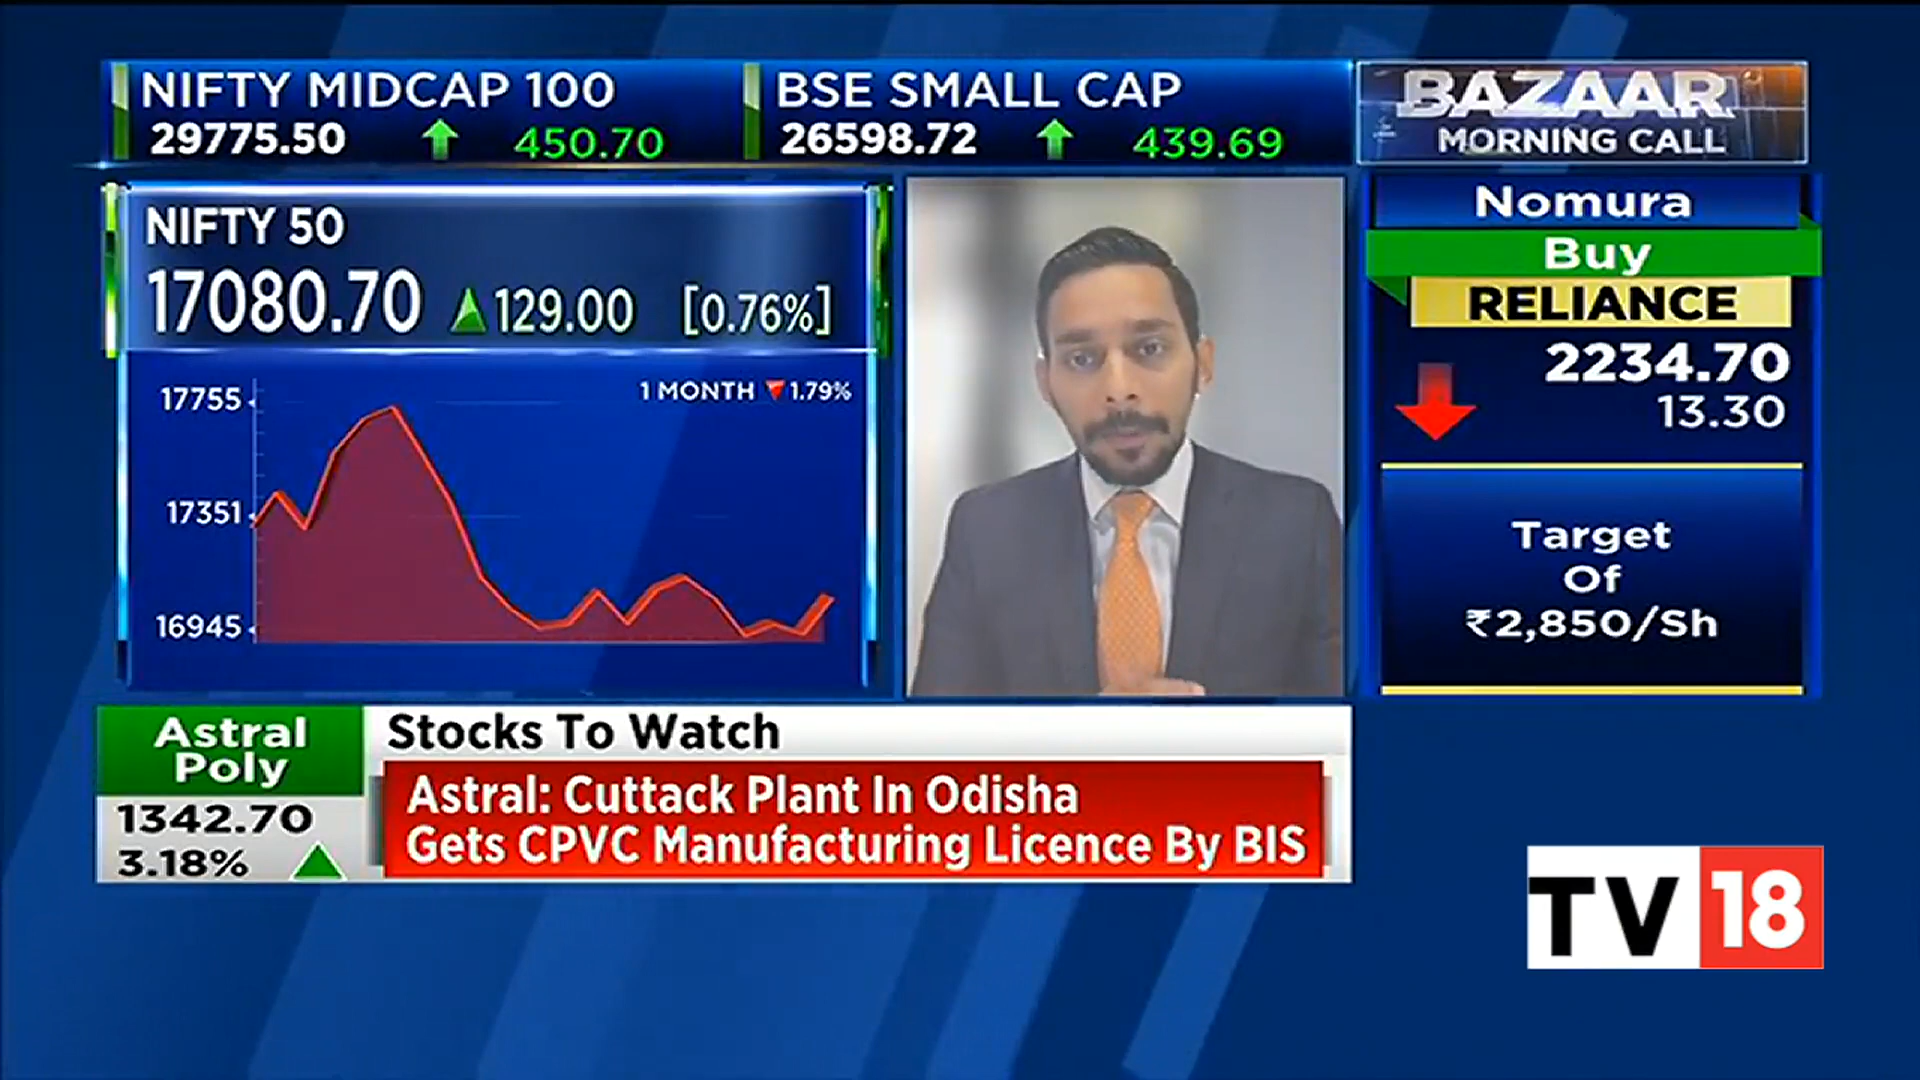 NIFTY MIDCAP 100
29775.50 450.70
BSE SMALL CAP
26598.72 439.69
BAZAAR
MORNING CALL
NIFTY 50
17080.70 129.00 [0.76%]
1 MONTH 1.79%
17755
17351
16945
Nomura
Buy
RELIANCE
2234.70
13.30
Target
Of
₹2,850/Sh
Astral
Poly
1342.70
3.18%
Stocks To Watch
Astral: Cuttack Plant In Odisha
Gets CPVC Manufacturing Licence By BIS
TV 18